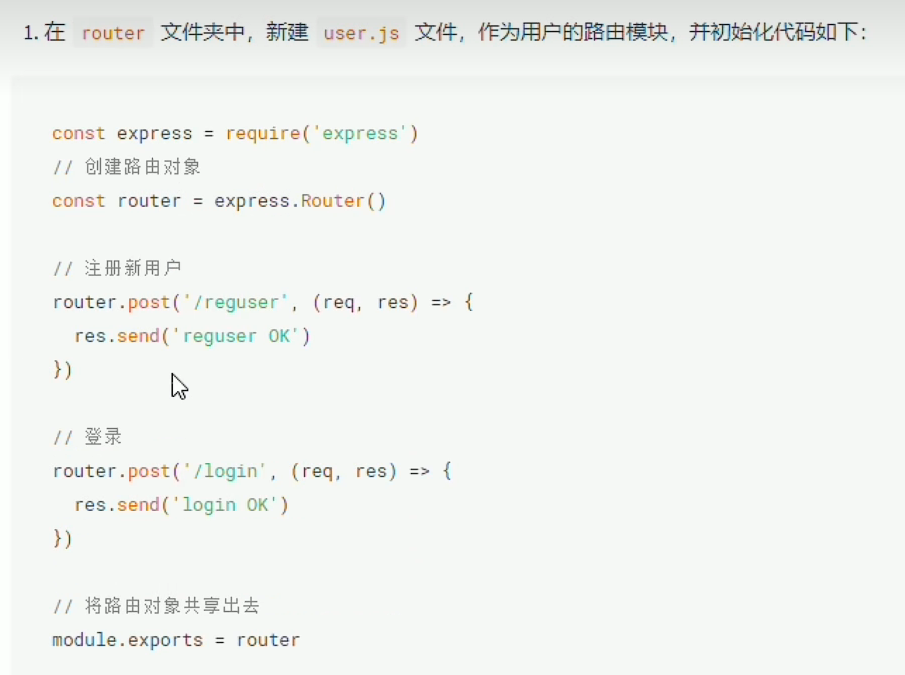 1. 在 router 文件夹中，新建 user.js 文件，作为用户的路由模块，并初始化代码如下：
const express = require('express')
// 创建路由对象
const router = express.Router()
// 注册新用户
router.post('/reguser', (req, res) => {
  res.send('reguser OK')
})
// 登录
router.post('/login', (req, res) => {
  res.send('login OK')
})
// 将路由对象共享出去
module.exports = router